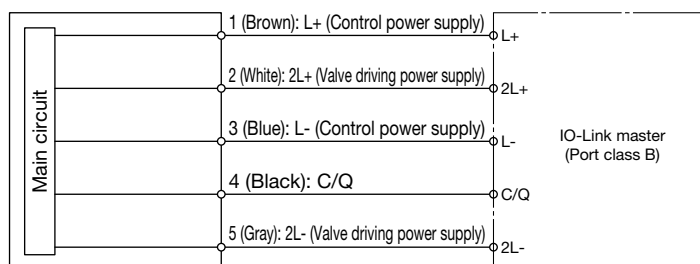 1 (Brown): L+ (Control power supply)
L+
2 (White): 2L+ (Valve driving power supply)
2L+
Main circuit
3 (Blue): L- (Control power supply)
L-
IO-Link master
(Port class B)
4 (Black): C/Q
C/Q
5 (Gray): 2L- (Valve driving power supply)
2L-